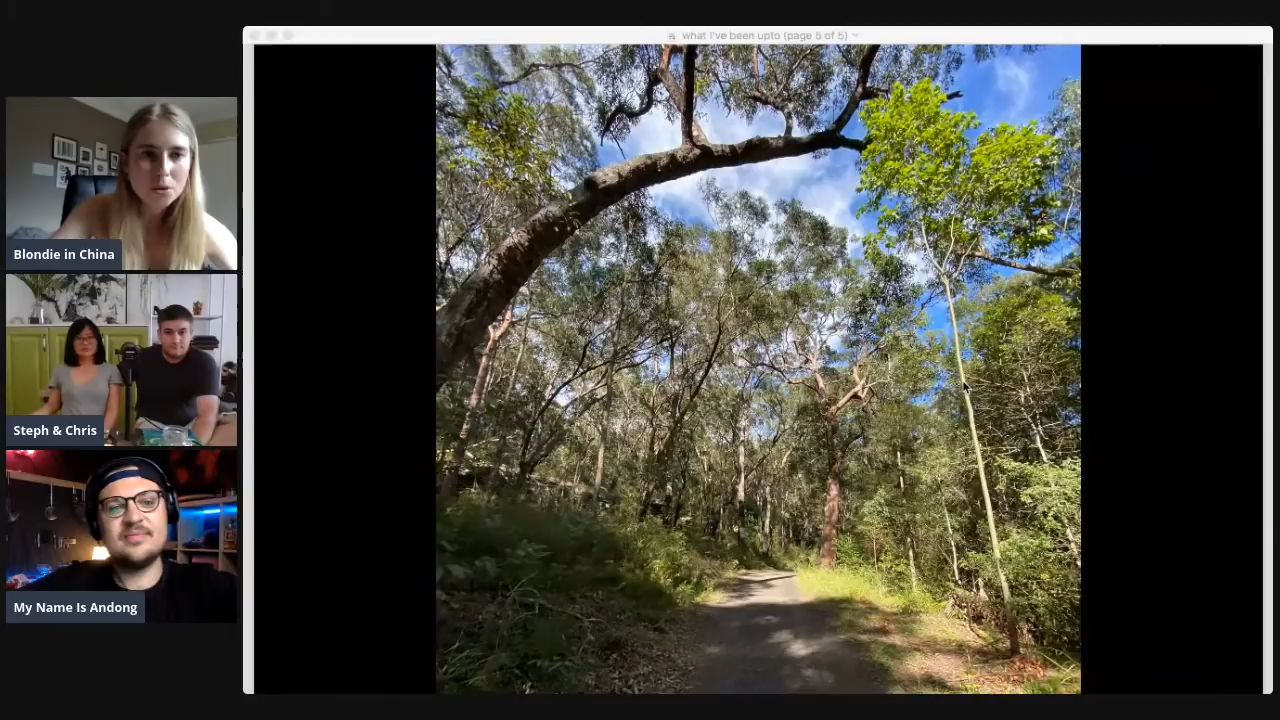 what I've been upto (page 5 of 5)
Blondie in China
Steph & Chris
My Name Is Andong